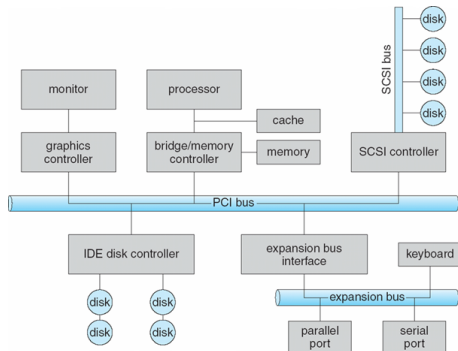 disk
SCSI bus
disk
disk
disk
monitor
processor
cache
graphics
controller
bridge/memory
controller
memory
SCSI controller
PCI bus
IDE disk controller
expansion bus
interface
keyboard
disk
disk
disk
disk
expansion bus
parallel
port
serial
port